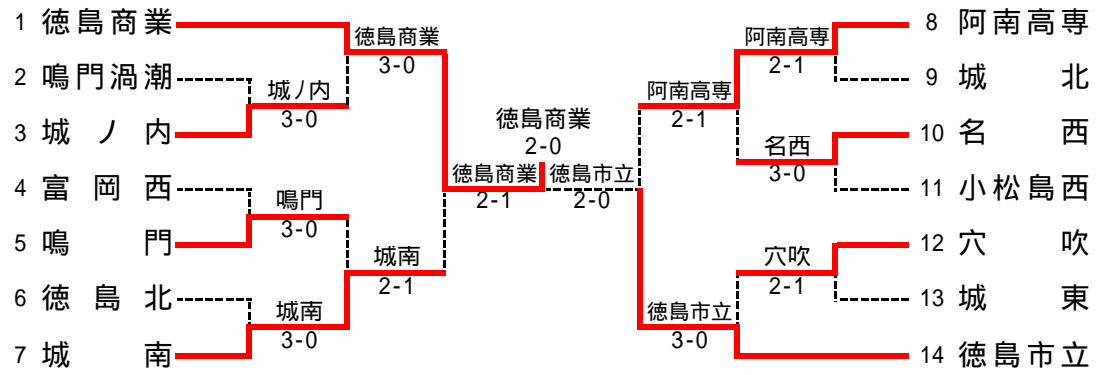 1 徳島商業
2 鳴門渦潮
3 城ノ内
4 富岡西
5 鳴門
6 徳島北
7 城南
城ノ内
3-0
鳴門
3-0
城南
3-0
徳島商業
3-0
城南
2-1
徳島商業
2-1
徳島商業
2-0
徳島市立
2-0
阿南高専
2-1
徳島市立
3-0
阿南高専
2-1
名西
3-0
穴吹
2-1
8 阿南高専
9 城北
10 名西
11 小松島西
12 穴吹
13 城東
14 徳島市立